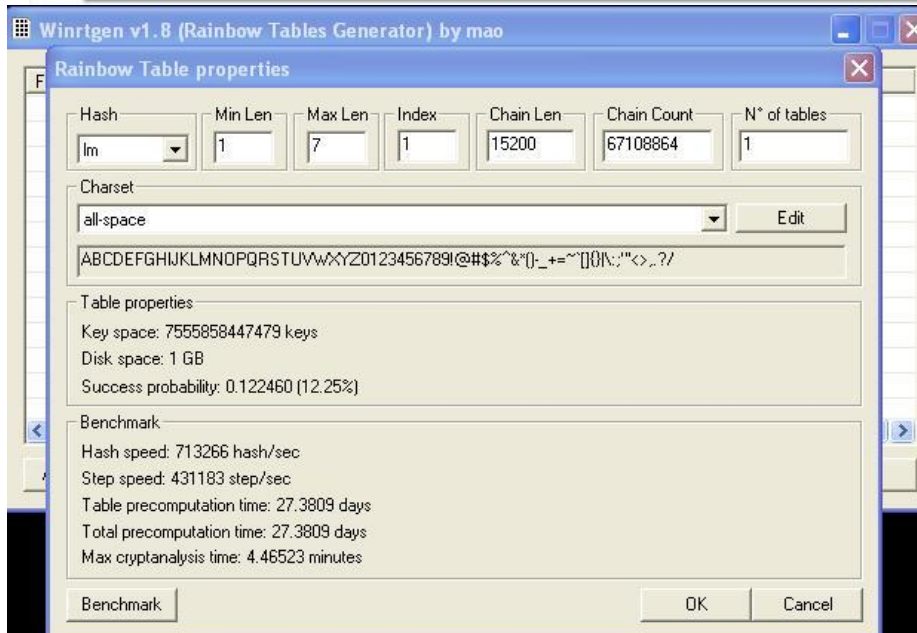 Winrtgen v1.8 (Rainbow Tables Generator) by mao
Rainbow Table properties
Hash Min Len Max Len Index Chain Len Chain Count N° of tables
lm 1 7 1 15200 67108864 1
Charset
all-space Edit
ABCDEFGHIJKLMNOPQRSTUVWXYZ0123456789!@#$%^&*()-_+=~`[]{}|\:;'"<>,.?/
Table properties
Key space: 7555858447479 keys
Disk space: 1 GB
Success probability: 0.122460 (12.25%)
Benchmark
Hash speed: 713266 hash/sec
Step speed: 431183 step/sec
Table precomputation time: 27.3809 days
Total precomputation time: 27.3809 days
Max cryptanalysis time: 4.46523 minutes
Benchmark OK Cancel